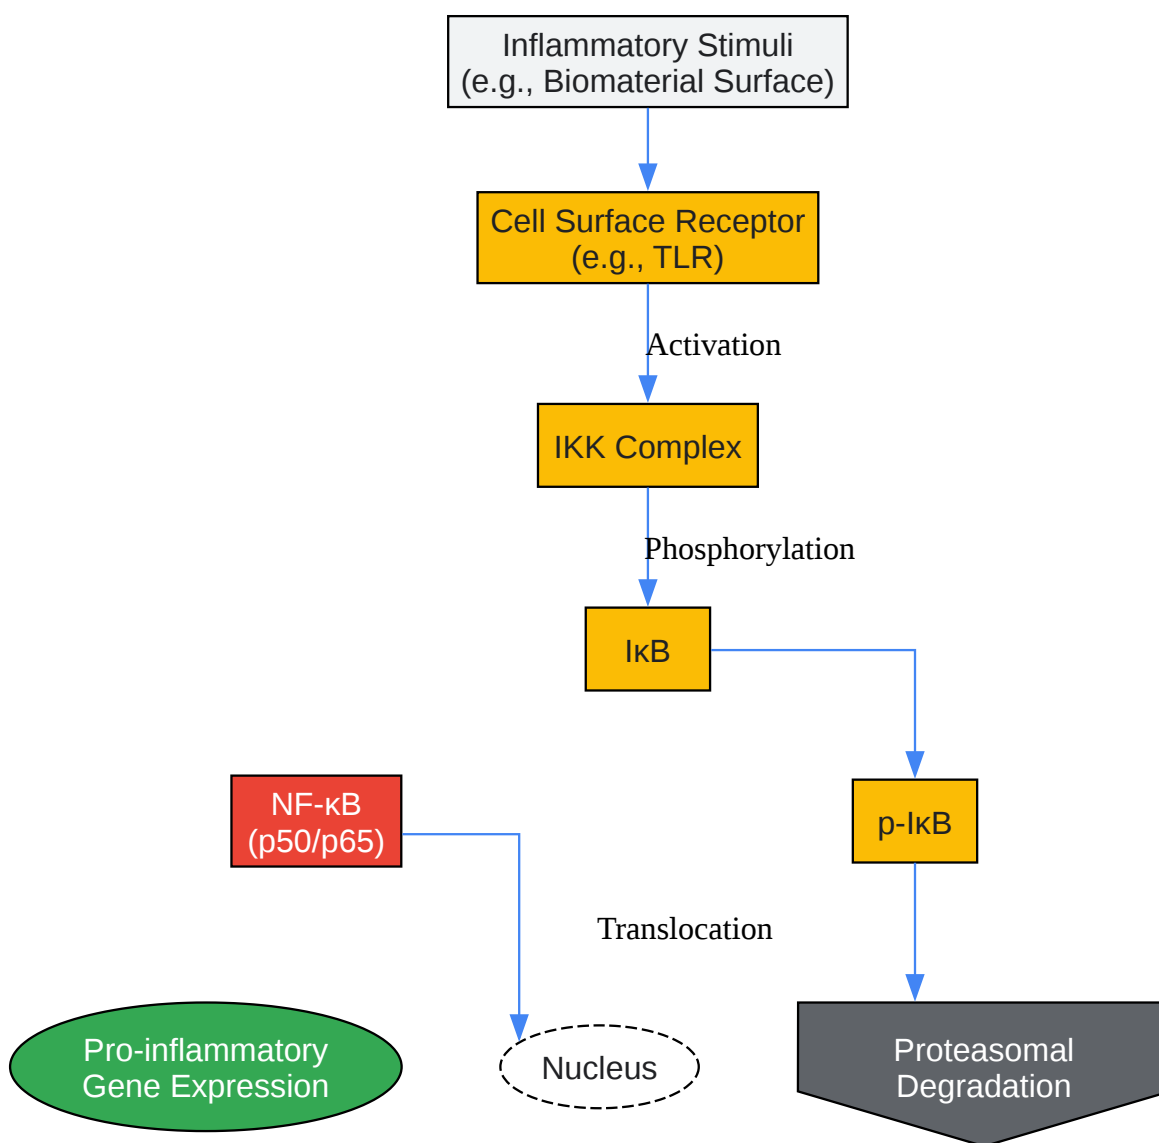 Inflammatory Stimuli
(e.g., Biomaterial Surface)
Cell Surface Receptor
(e.g., TLR)
Activation
IKK Complex
Phosphorylation
IκB
NF-κB
(p50/p65)
p-IκB
Translocation
Pro-inflammatory
Gene Expression
Nucleus
Proteasomal
Degradation